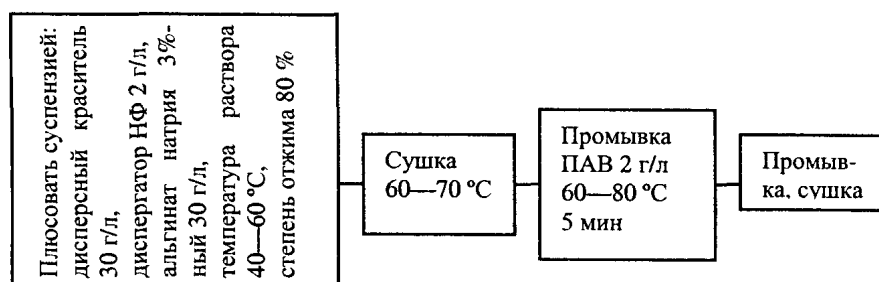 Плюсовать суспензией:
дисперсный краситель
30 г/л,
диспергатор НФ 2 г/л,
альгинат натрия 3%-
ный 30 г/л,
температура раствора
40—60 °С,
степень отжима 80 %
Сушка
60—70 °С
Промывка
ПАВ 2 г/л
60—80 °С
5 мин
Промыв-
ка, сушка